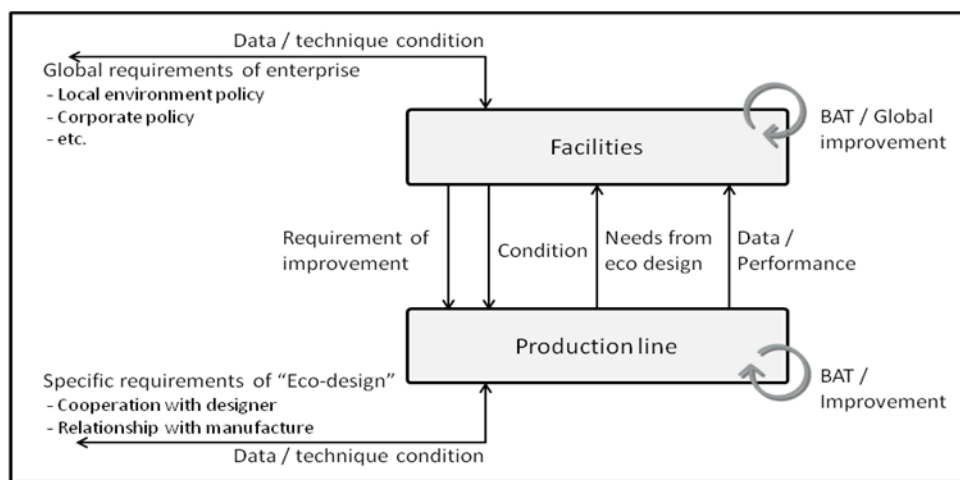 Data / technique condition
Global requirements of enterprise
- Local environment policy
- Corporate policy
- etc.
Facilities
BAT / Global
improvement
Requirement of
improvement
Condition
Needs from
eco design
Data /
Performance
Production line
BAT /
Improvement
Specific requirements of “Eco-design”
- Cooperation with designer
- Relationship with manufacture
Data / technique condition